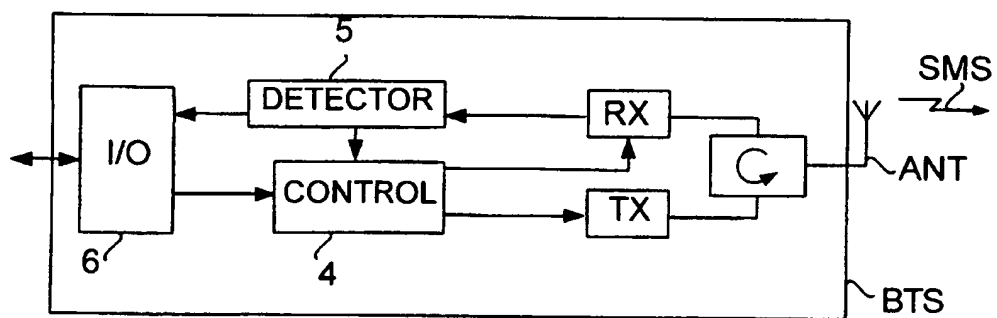 5
SMS
DETECTOR
RX
I/O
ANT
CONTROL
TX
6
4
BTS